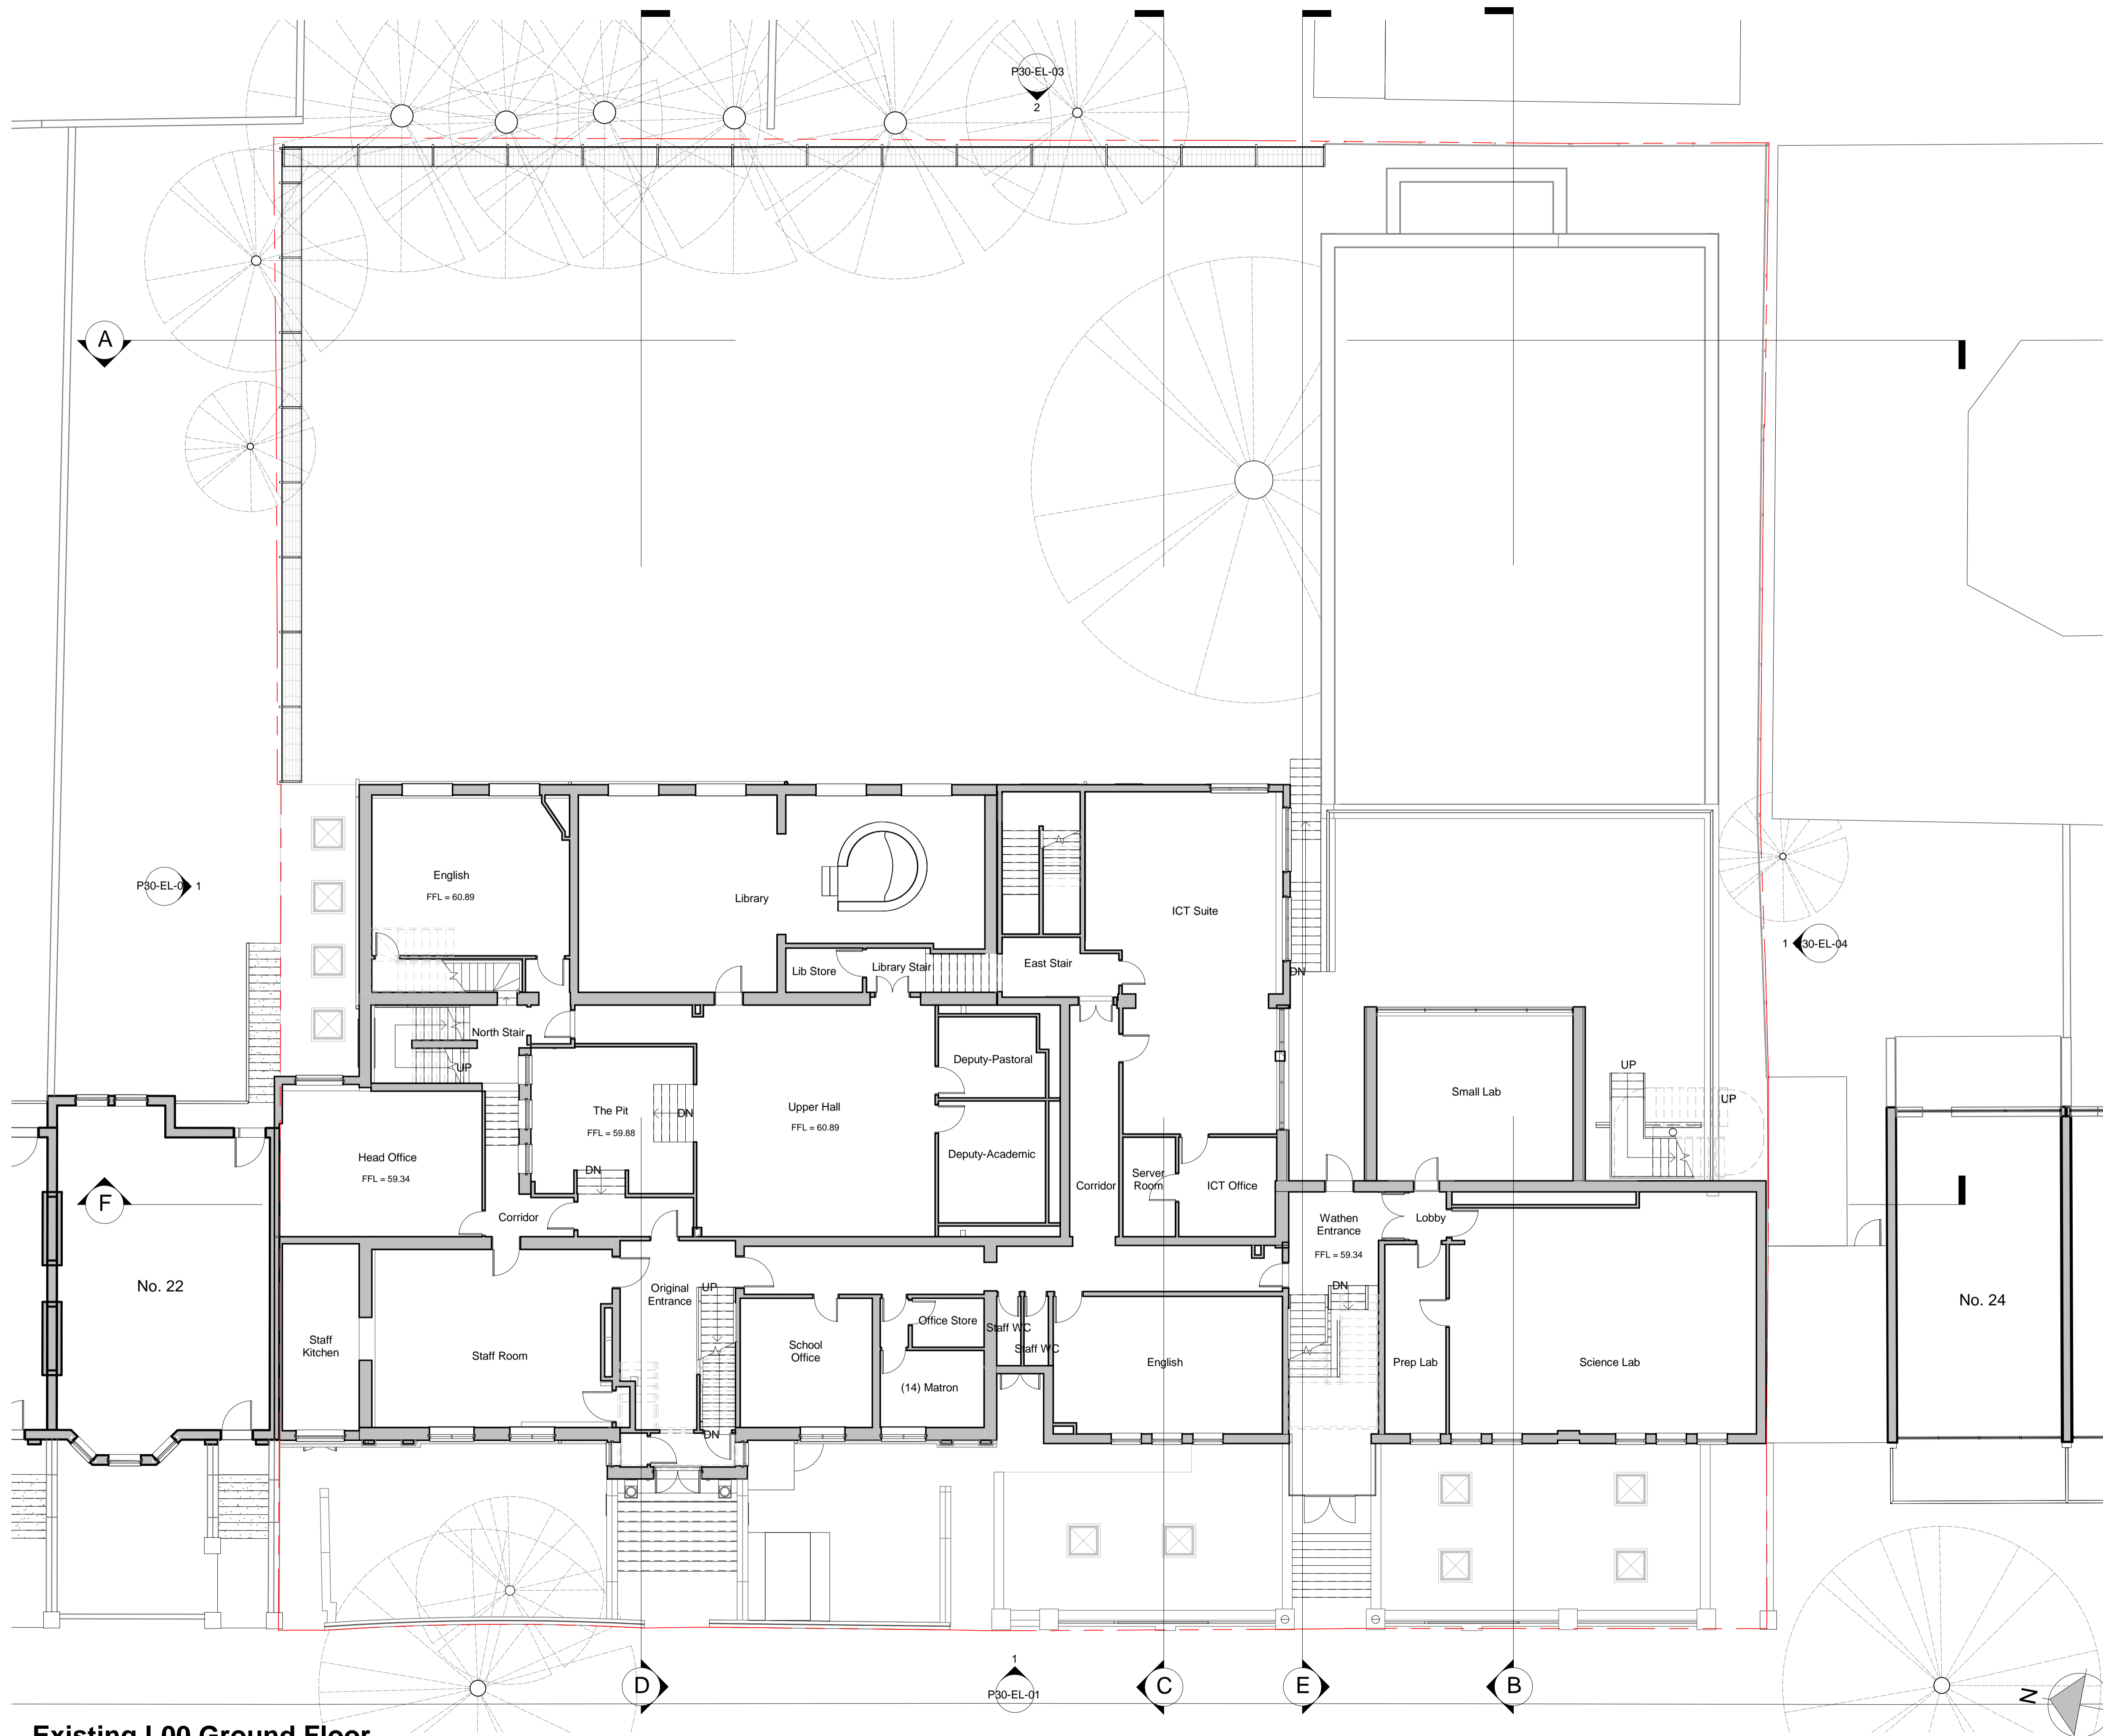 P30-EL-03
2
A
P30-EL-0
1
English
FFL = 60.89
Library
ICT Suite
Lib Store
Library Stair
East Stair
DN
1
30-EL-04
North Stair
UP
The Pit
FFL = 59.88
DN
DN
Upper Hall
FFL = 60.89
Deputy-Pastoral
Deputy-Academic
Small Lab
UP
UP
Head Office
FFL = 59.34
Corridor
Corridor
Server
Room
ICT Office
Wathen
Entrance
FFL = 59.34
Lobby
F
No. 22
Original
Entrance
UP
DN
No. 24
Staff
Kitchen
Staff Room
School
Office
Office Store
(14) Matron
Staff WC
Staff WC
English
Prep Lab
Science Lab
DN
D
1
P30-EL-01
C
E
B
N
Existing L00 Ground Floor